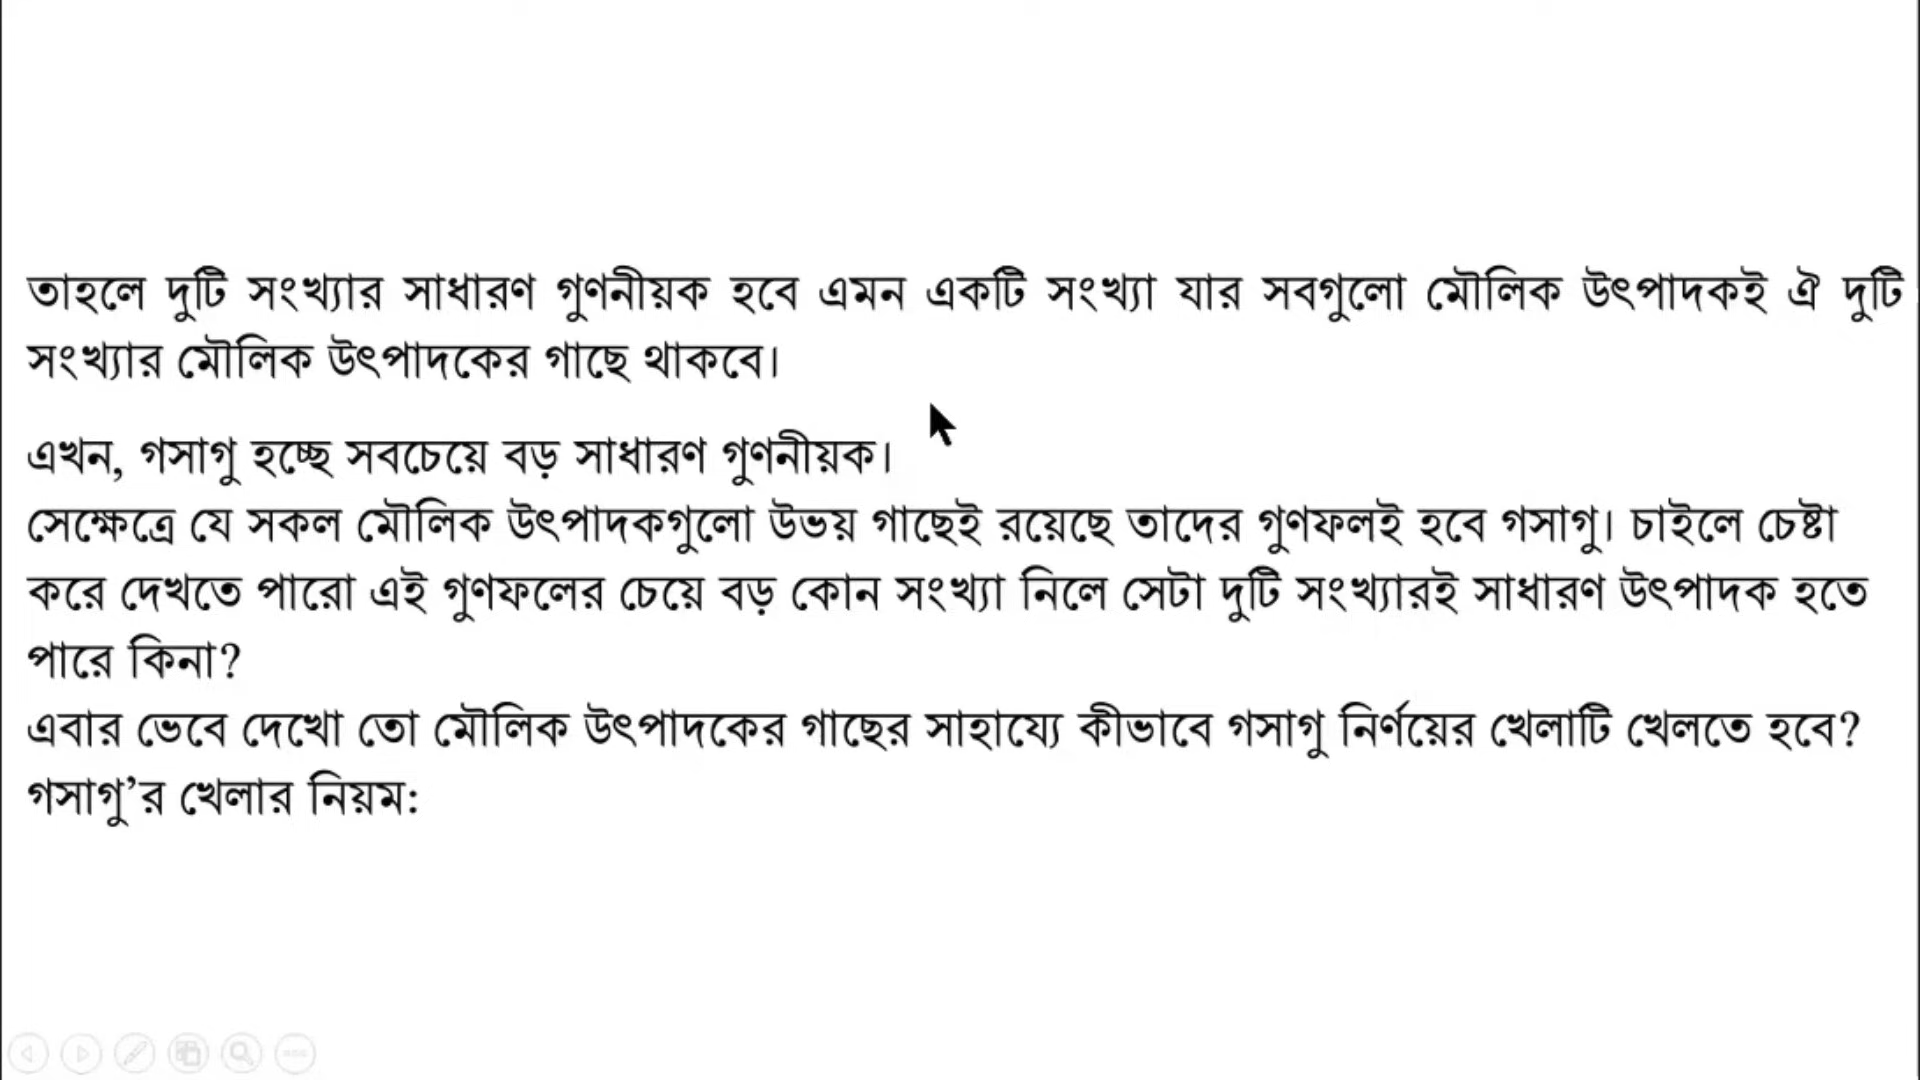 তাহলে দুটি সংখ্যার সাধারণ গুণনীয়ক হবে এমন একটি সংখ্যা যার সবগুলো মৌলিক উৎপাদকই ঐ দুটি
সংখ্যার মৌলিক উৎপাদকের গাছে থাকবে।
এখন, গসাগু হচ্ছে সবচেয়ে বড় সাধারণ গুণনীয়ক।
সেক্ষেত্রে যে সকল মৌলিক উৎপাদকগুলো উভয় গাছেই রয়েছে তাদের গুণফলই হবে গসাগু। চাইলে চেষ্টা
করে দেখতে পারো এই গুণফলের চেয়ে বড় কোন সংখ্যা নিলে সেটা দুটি সংখ্যারই সাধারণ উৎপাদক হতে
পারে কিনা?
এবার ভেবে দেখো তো মৌলিক উৎপাদকের গাছের সাহায্যে কীভাবে গসাগু নির্ণয়ের খেলাটি খেলতে হবে?
গসাগু’র খেলার নিয়ম: